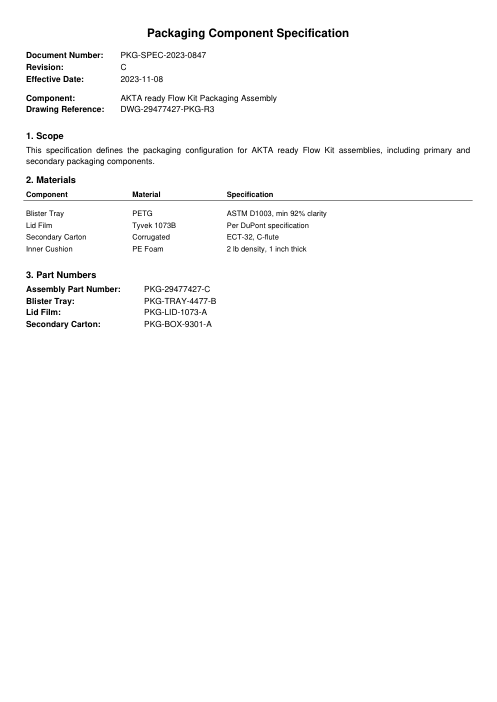 Packaging Component Specification
Document Number: PKG-SPEC-2023-0847
Revision: C
Effective Date: 2023-11-08
Component: AKTA ready Flow Kit Packaging Assembly
Drawing Reference: DWG-29477427-PKG-R3
1. Scope
This specification defines the packaging configuration for AKTA ready Flow Kit assemblies, including primary and
secondary packaging components.
2. Materials
Component Material Specification
Blister Tray PETG ASTM D1003, min 92% clarity
Lid Film Tyvek 1073B Per DuPont specification
Secondary Carton Corrugated ECT-32, C-flute
Inner Cushion PE Foam 2 lb density, 1 inch thick
3. Part Numbers
Assembly Part Number: PKG-29477427-C
Blister Tray: PKG-TRAY-4477-B
Lid Film: PKG-LID-1073-A
Secondary Carton: PKG-BOX-9301-A